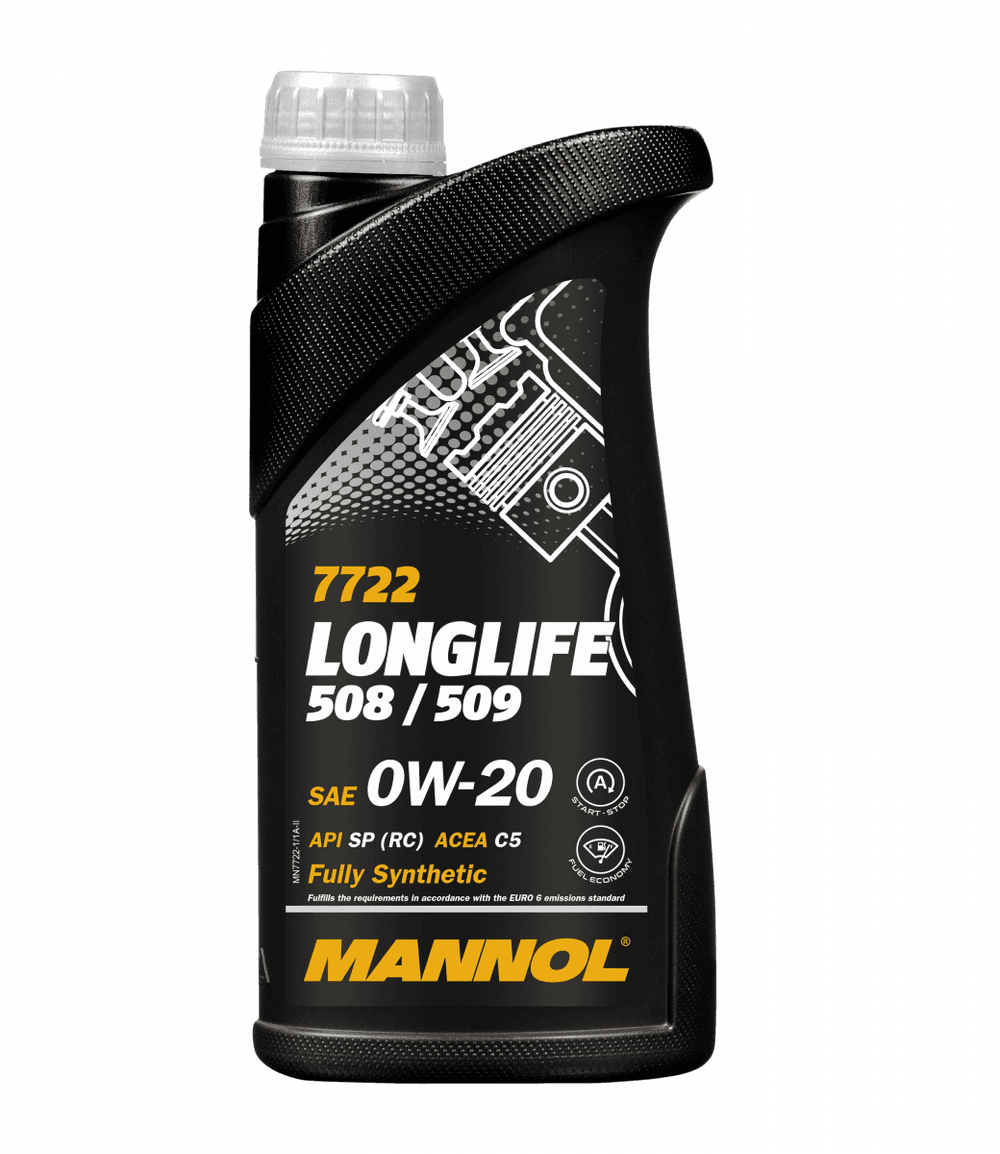 7722
LONGLIFE
508 / 509
SAE 0W-20
START-STOP
API SP (RC) ACEA C5
FUEL ECONOMY
Fully Synthetic
Fulfills the requirements in accordance with the EURO 6 emissions standard
MN7722-1/1A-II
MANNOL®